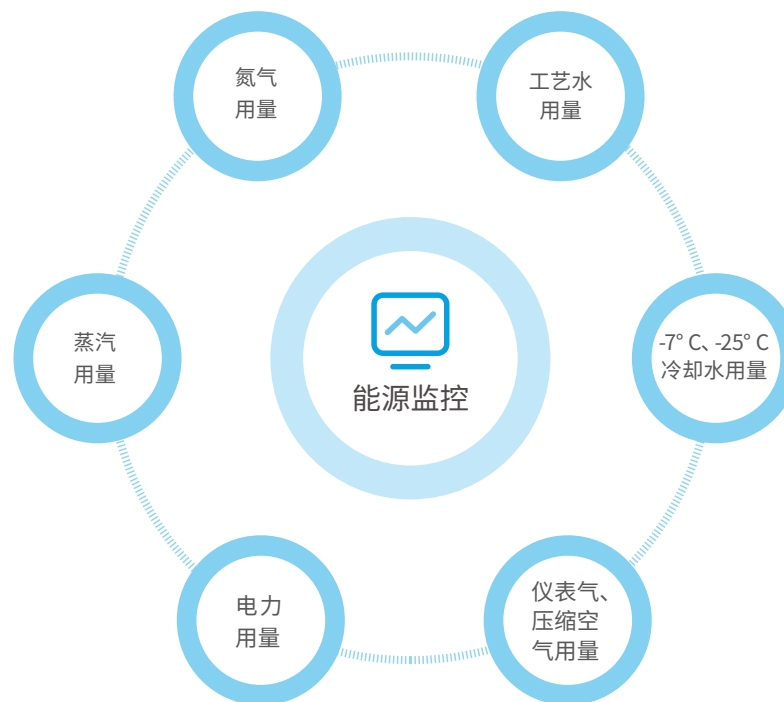 氮气
用量
工艺水
用量
蒸汽
用量
-7° C、-25° C
冷却水用量
能源监控
电力
用量
仪表气、
压缩空
气用量